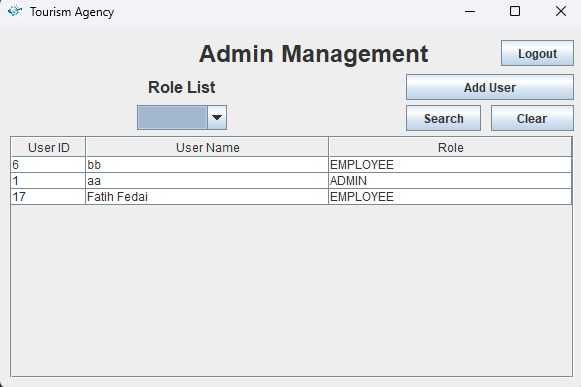 Tourism Agency
Admin Management
Logout
Role List
Add User
Search Clear
User ID User Name Role
6 bb EMPLOYEE
1 aa ADMIN
17 Fatih Fedai EMPLOYEE